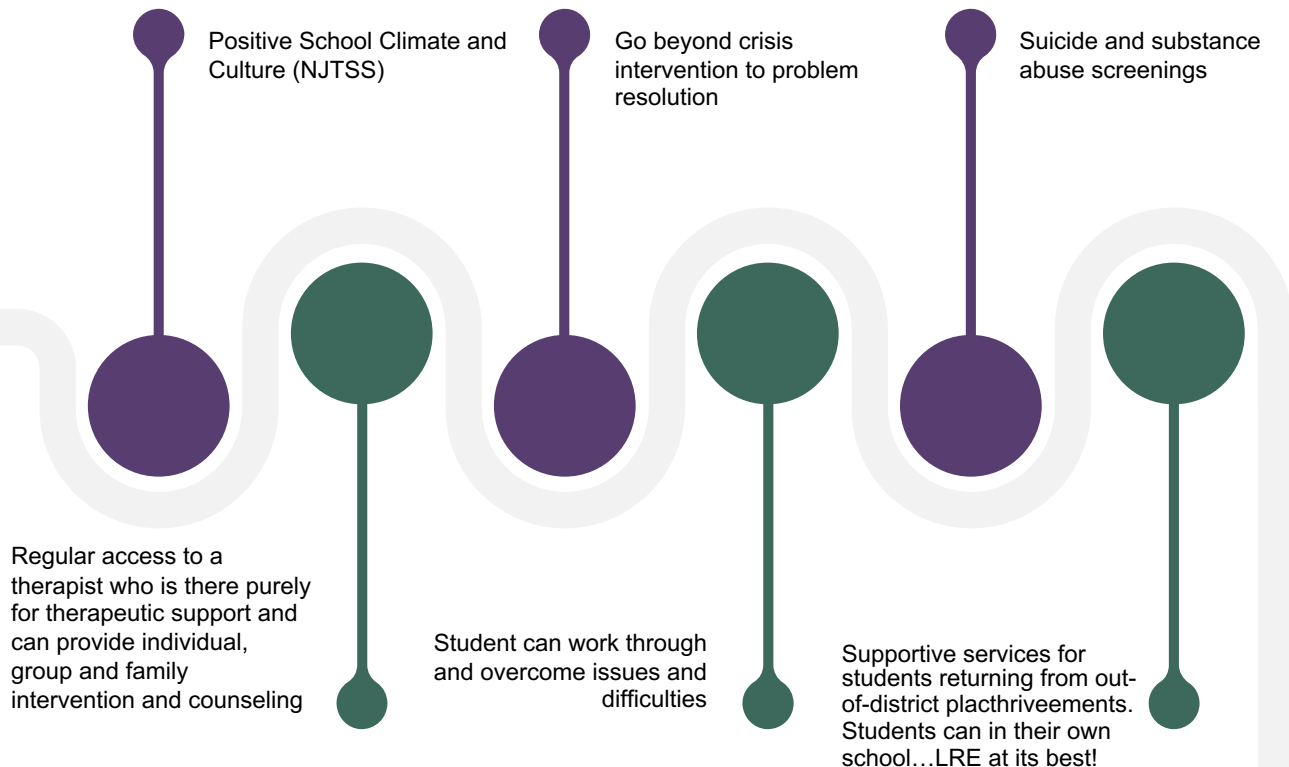 Positive School Climate and
Culture (NJTSS)
Go beyond crisis
intervention to problem
resolution
Suicide and substance
abuse screenings
Regular access to a
therapist who is there purely
for therapeutic support and
can provide individual,
group and family
intervention and counseling
Student can work through
and overcome issues and
difficulties
Supportive services for
students returning from out-
of-district placthriveements.
Students can in their own
school…LRE at its best!